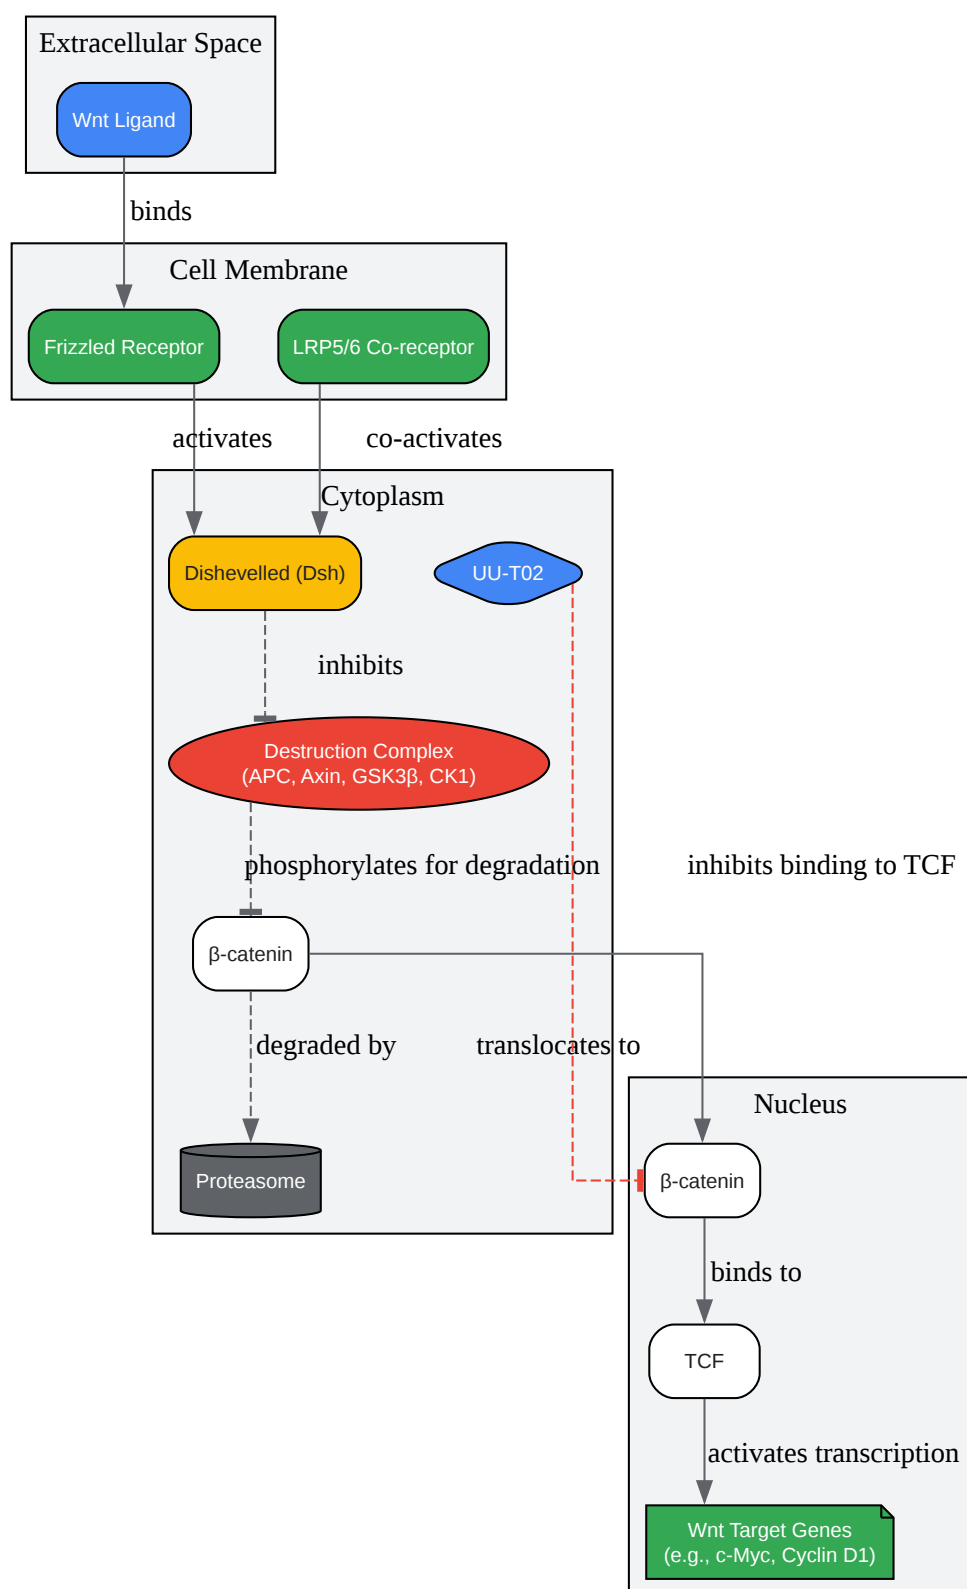 Extracellular Space
Wnt Ligand
binds
Cell Membrane
Frizzled Receptor
LRP5/6 Co-receptor
activates
co-activates
Cytoplasm
Dishevelled (Dsh)
UU-T02
inhibits
Destruction Complex
(APC, Axin, GSK3β, CK1)
phosphorylates for degradation
inhibits binding to TCF
β-catenin
degraded by
translocates to
Nucleus
Proteasome
β-catenin
binds to
TCF
activates transcription
Wnt Target Genes
(e.g., c-Myc, Cyclin D1)